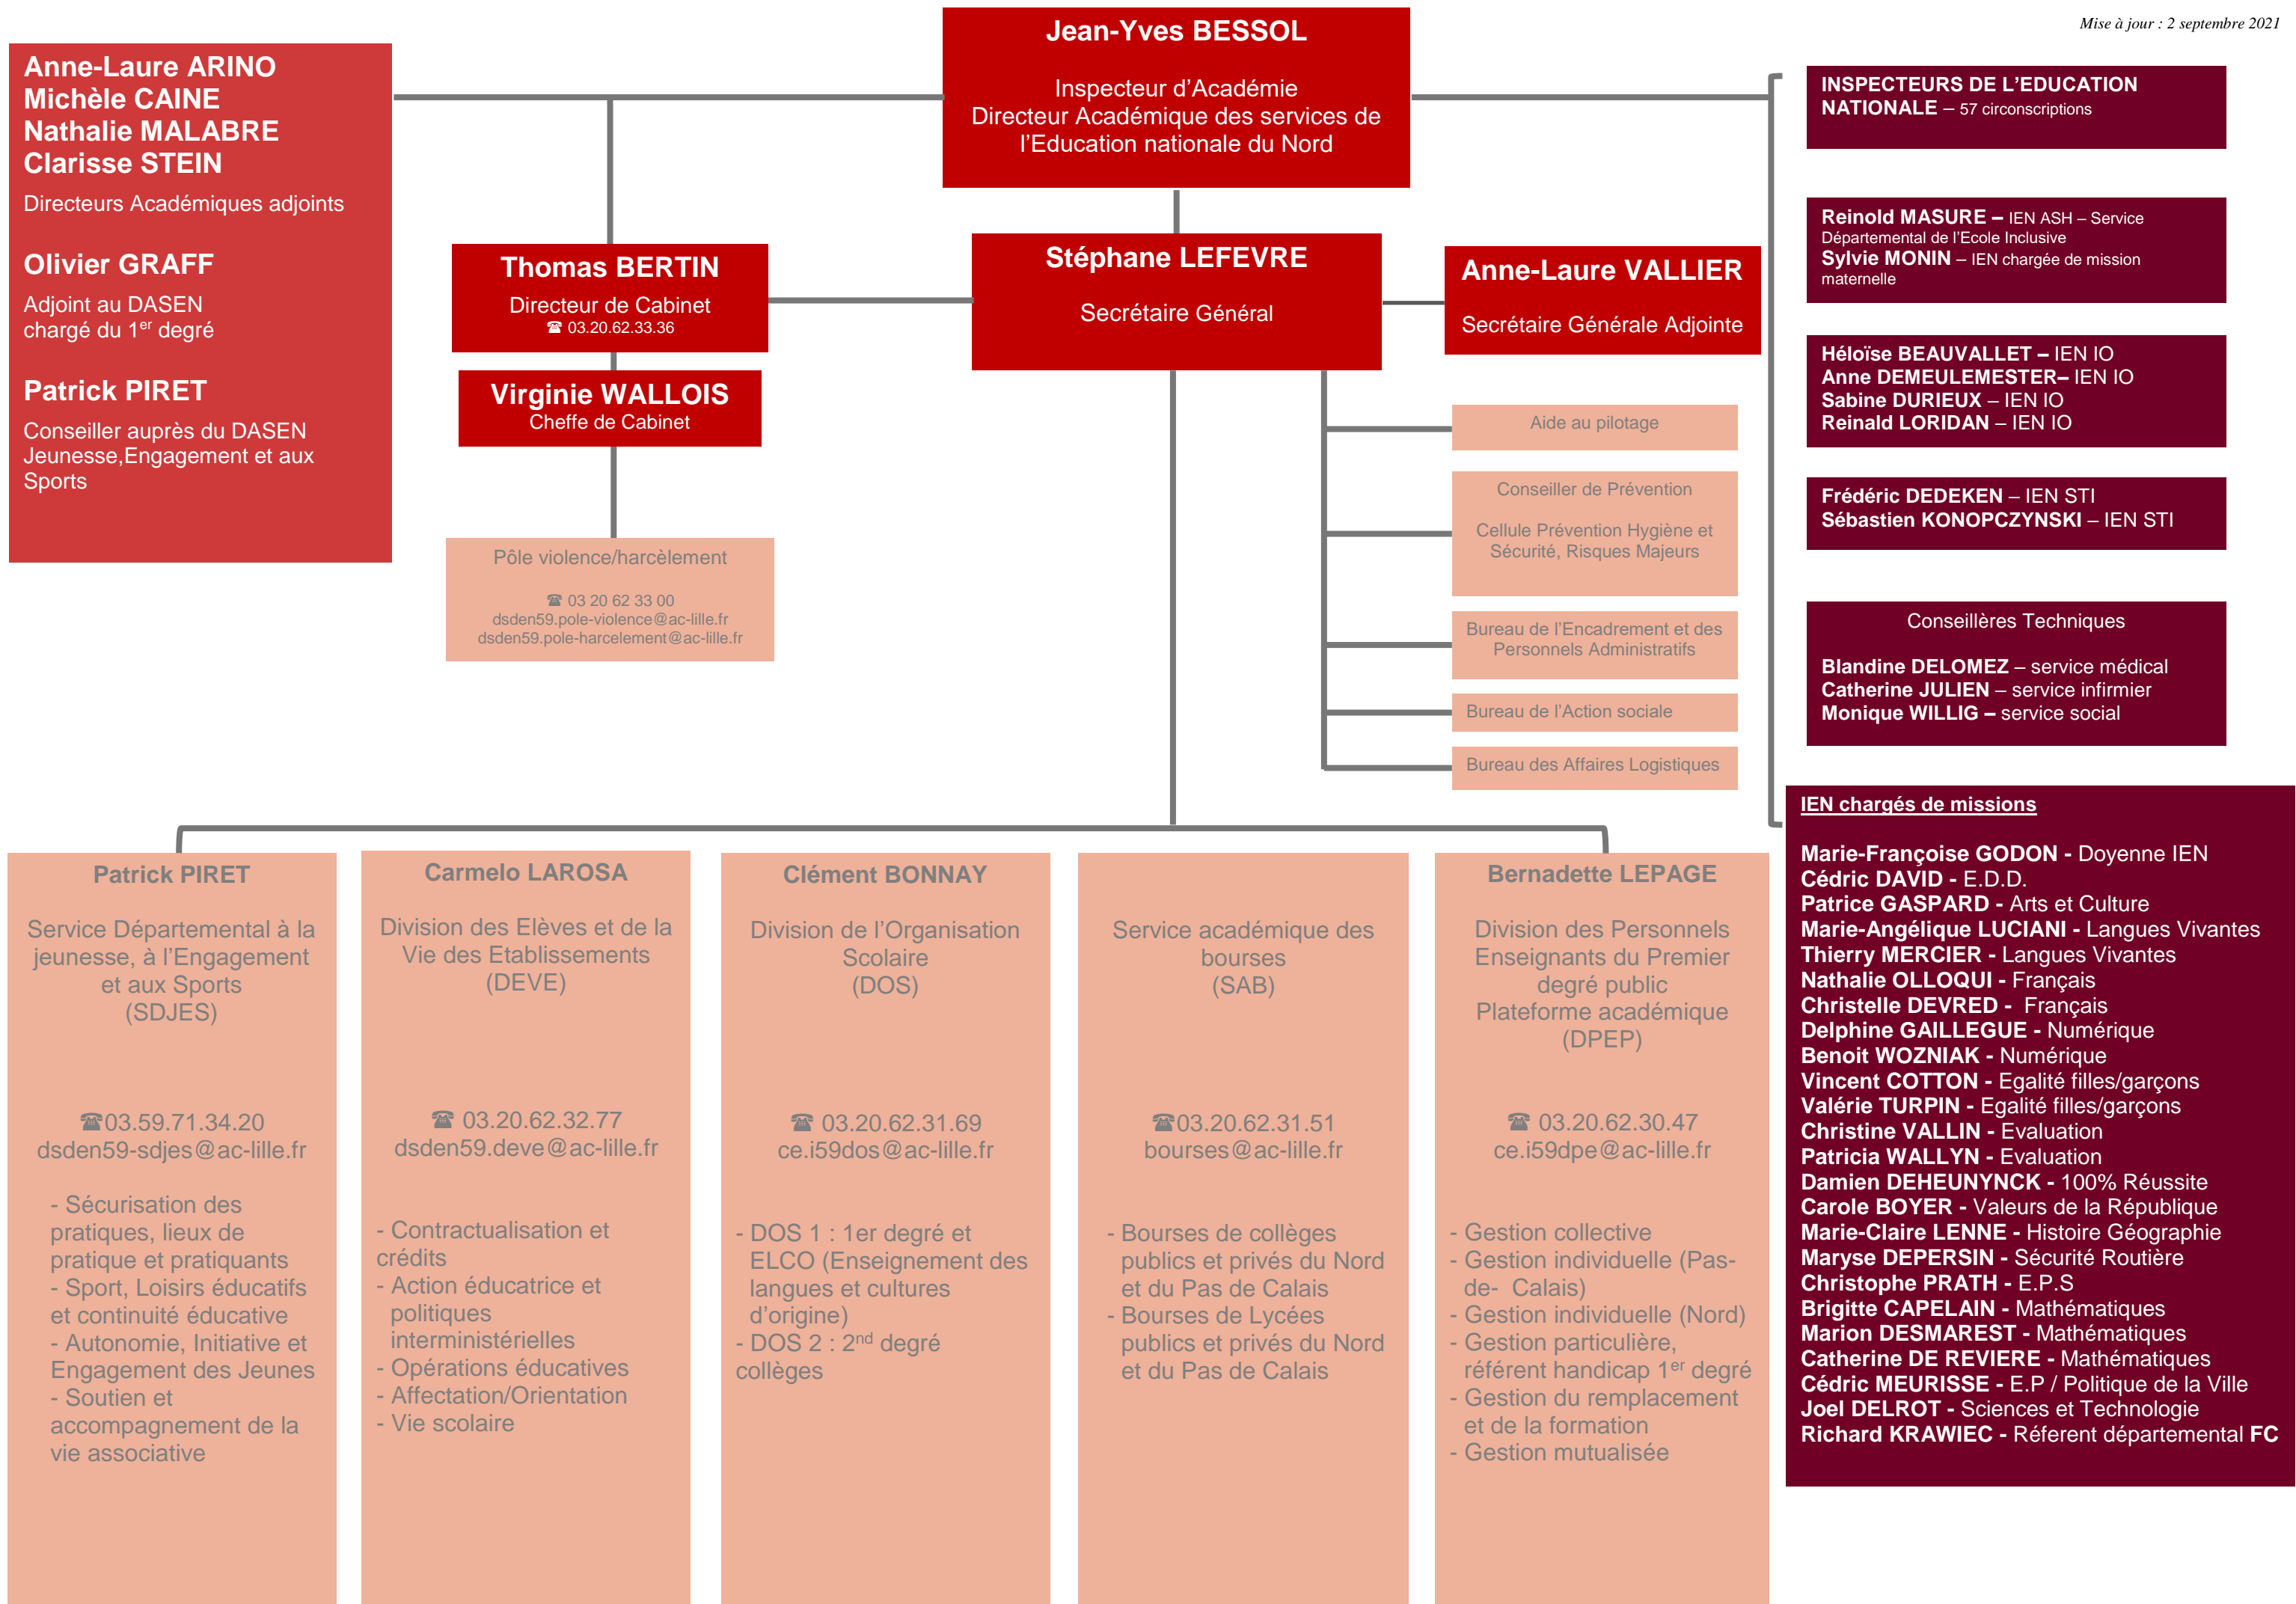 Mise à jour : 2 septembre 2021
Jean-Yves BESSOL
Inspecteur d'Académie
Directeur Académique des services de
l'Education nationale du Nord
Anne-Laure ARINO
Michèle CAINE
Nathalie MALABRE
Clarisse STEIN
Directeurs Académiques adjoints
Olivier GRAFF
Adjoint au DASEN
chargé du 1er degré
Patrick PIRET
Conseiller auprès du DASEN
Jeunesse,Engagement et aux
Sports
Thomas BERTIN
Directeur de Cabinet
☎ 03.20.62.33.36
Virginie WALLOIS
Cheffe de Cabinet
Pôle violence/harcèlement
☎ 03 20 62 33 00
dsden59.pole-violence@ac-lille.fr
dsden59.pole-harcelement@ac-lille.fr
Stéphane LEFEVRE
Secrétaire Général
Anne-Laure VALLIER
Secrétaire Générale Adjointe
Aide au pilotage
Conseiller de Prévention
Cellule Prévention Hygiène et
Sécurité, Risques Majeurs
Bureau de l'Encadrement et des
Personnels Administratifs
Bureau de l'Action sociale
Bureau des Affaires Logistiques
INSPECTEURS DE L'EDUCATION
NATIONALE – 57 circonscriptions
Reinold MASURE – IEN ASH – Service
Départemental de l'Ecole Inclusive
Sylvie MONIN – IEN chargée de mission
maternelle
Héloïse BEAUVALLET – IEN IO
Anne DEMEULEMESTER– IEN IO
Sabine DURIEUX – IEN IO
Reinald LORIDAN – IEN IO
Frédéric DEDEKEN – IEN STI
Sébastien KONOPCZYNSKI – IEN STI
Conseillères Techniques
Blandine DELOMEZ – service médical
Catherine JULIEN – service infirmier
Monique WILLIG – service social
IEN chargés de missions
Marie-Françoise GODON - Doyenne IEN
Cédric DAVID - E.D.D.
Patrice GASPARD - Arts et Culture
Marie-Angélique LUCIANI - Langues Vivantes
Thierry MERCIER - Langues Vivantes
Nathalie OLLOQUI - Français
Christelle DEVRED - Français
Delphine GAILLEGUE - Numérique
Benoit WOZNIAK - Numérique
Vincent COTTON - Egalité filles/garçons
Valérie TURPIN - Egalité filles/garçons
Christine VALLIN - Evaluation
Patricia WALLYN - Evaluation
Damien DEHEUNYNCK - 100% Réussite
Carole BOYER - Valeurs de la République
Marie-Claire LENNE - Histoire Géographie
Maryse DEPERSIN - Sécurité Routière
Christophe PRATH - E.P.S
Brigitte CAPELAIN - Mathématiques
Marion DESMAREST - Mathématiques
Catherine DE REVIERE - Mathématiques
Cédric MEURISSE - E.P / Politique de la Ville
Joel DELROT - Sciences et Technologie
Richard KRAWIEC - Réferent départemental FC
Patrick PIRET
Service Départemental à la
jeunesse, à l'Engagement
et aux Sports
(SDJES)
☎03.59.71.34.20
dsden59-sdjes@ac-lille.fr
- Sécurisation des
pratiques, lieux de
pratique et pratiquants
- Sport, Loisirs éducatifs
et continuité éducative
- Autonomie, Initiative et
Engagement des Jeunes
- Soutien et
accompagnement de la
vie associative
Carmelo LAROSA
Division des Elèves et de la
Vie des Etablissements
(DEVE)
☎ 03.20.62.32.77
dsden59.deve@ac-lille.fr
- Contractualisation et
crédits
- Action éducatrice et
politiques
interministérielles
- Opérations éducatives
- Affectation/Orientation
- Vie scolaire
Clément BONNAY
Division de l'Organisation
Scolaire
(DOS)
☎ 03.20.62.31.69
ce.i59dos@ac-lille.fr
- DOS 1 : 1er degré et
ELCO (Enseignement des
langues et cultures
d'origine)
- DOS 2 : 2nd degré
collèges
Service académique des
bourses
(SAB)
☎03.20.62.31.51
bourses@ac-lille.fr
- Bourses de collèges
publics et privés du Nord
et du Pas de Calais
- Bourses de Lycées
publics et privés du Nord
et du Pas de Calais
Bernadette LEPAGE
Division des Personnels
Enseignants du Premier
degré public
Plateforme académique
(DPEP)
☎ 03.20.62.30.47
ce.i59dpe@ac-lille.fr
- Gestion collective
- Gestion individuelle (Pas-
de- Calais)
- Gestion individuelle (Nord)
- Gestion particulière,
référent handicap 1er degré
- Gestion du remplacement
et de la formation
- Gestion mutualisée